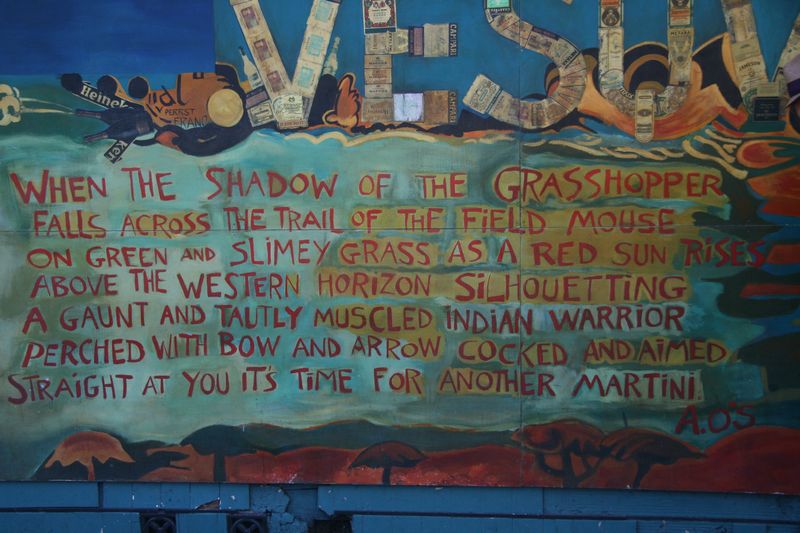 VESUV
CAMPARI
CAMPARI
Heineken
Ker
WHEN THE SHADOW OF THE GRASSHOPPER
FALLS ACROSS THE TRAIL OF THE FIELD MOUSE
ON GREEN AND SLIMEY GRASS AS A RED SUN RISES
ABOVE THE WESTERN HORIZON SILHOUETTING
A GAUNT AND TAUTLY MUSCLED INDIAN WARRIOR
PERCHED WITH BOW AND ARROW COCKED AND AIMED
STRAIGHT AT YOU IT'S TIME FOR ANOTHER MARTINI.
A.O'S